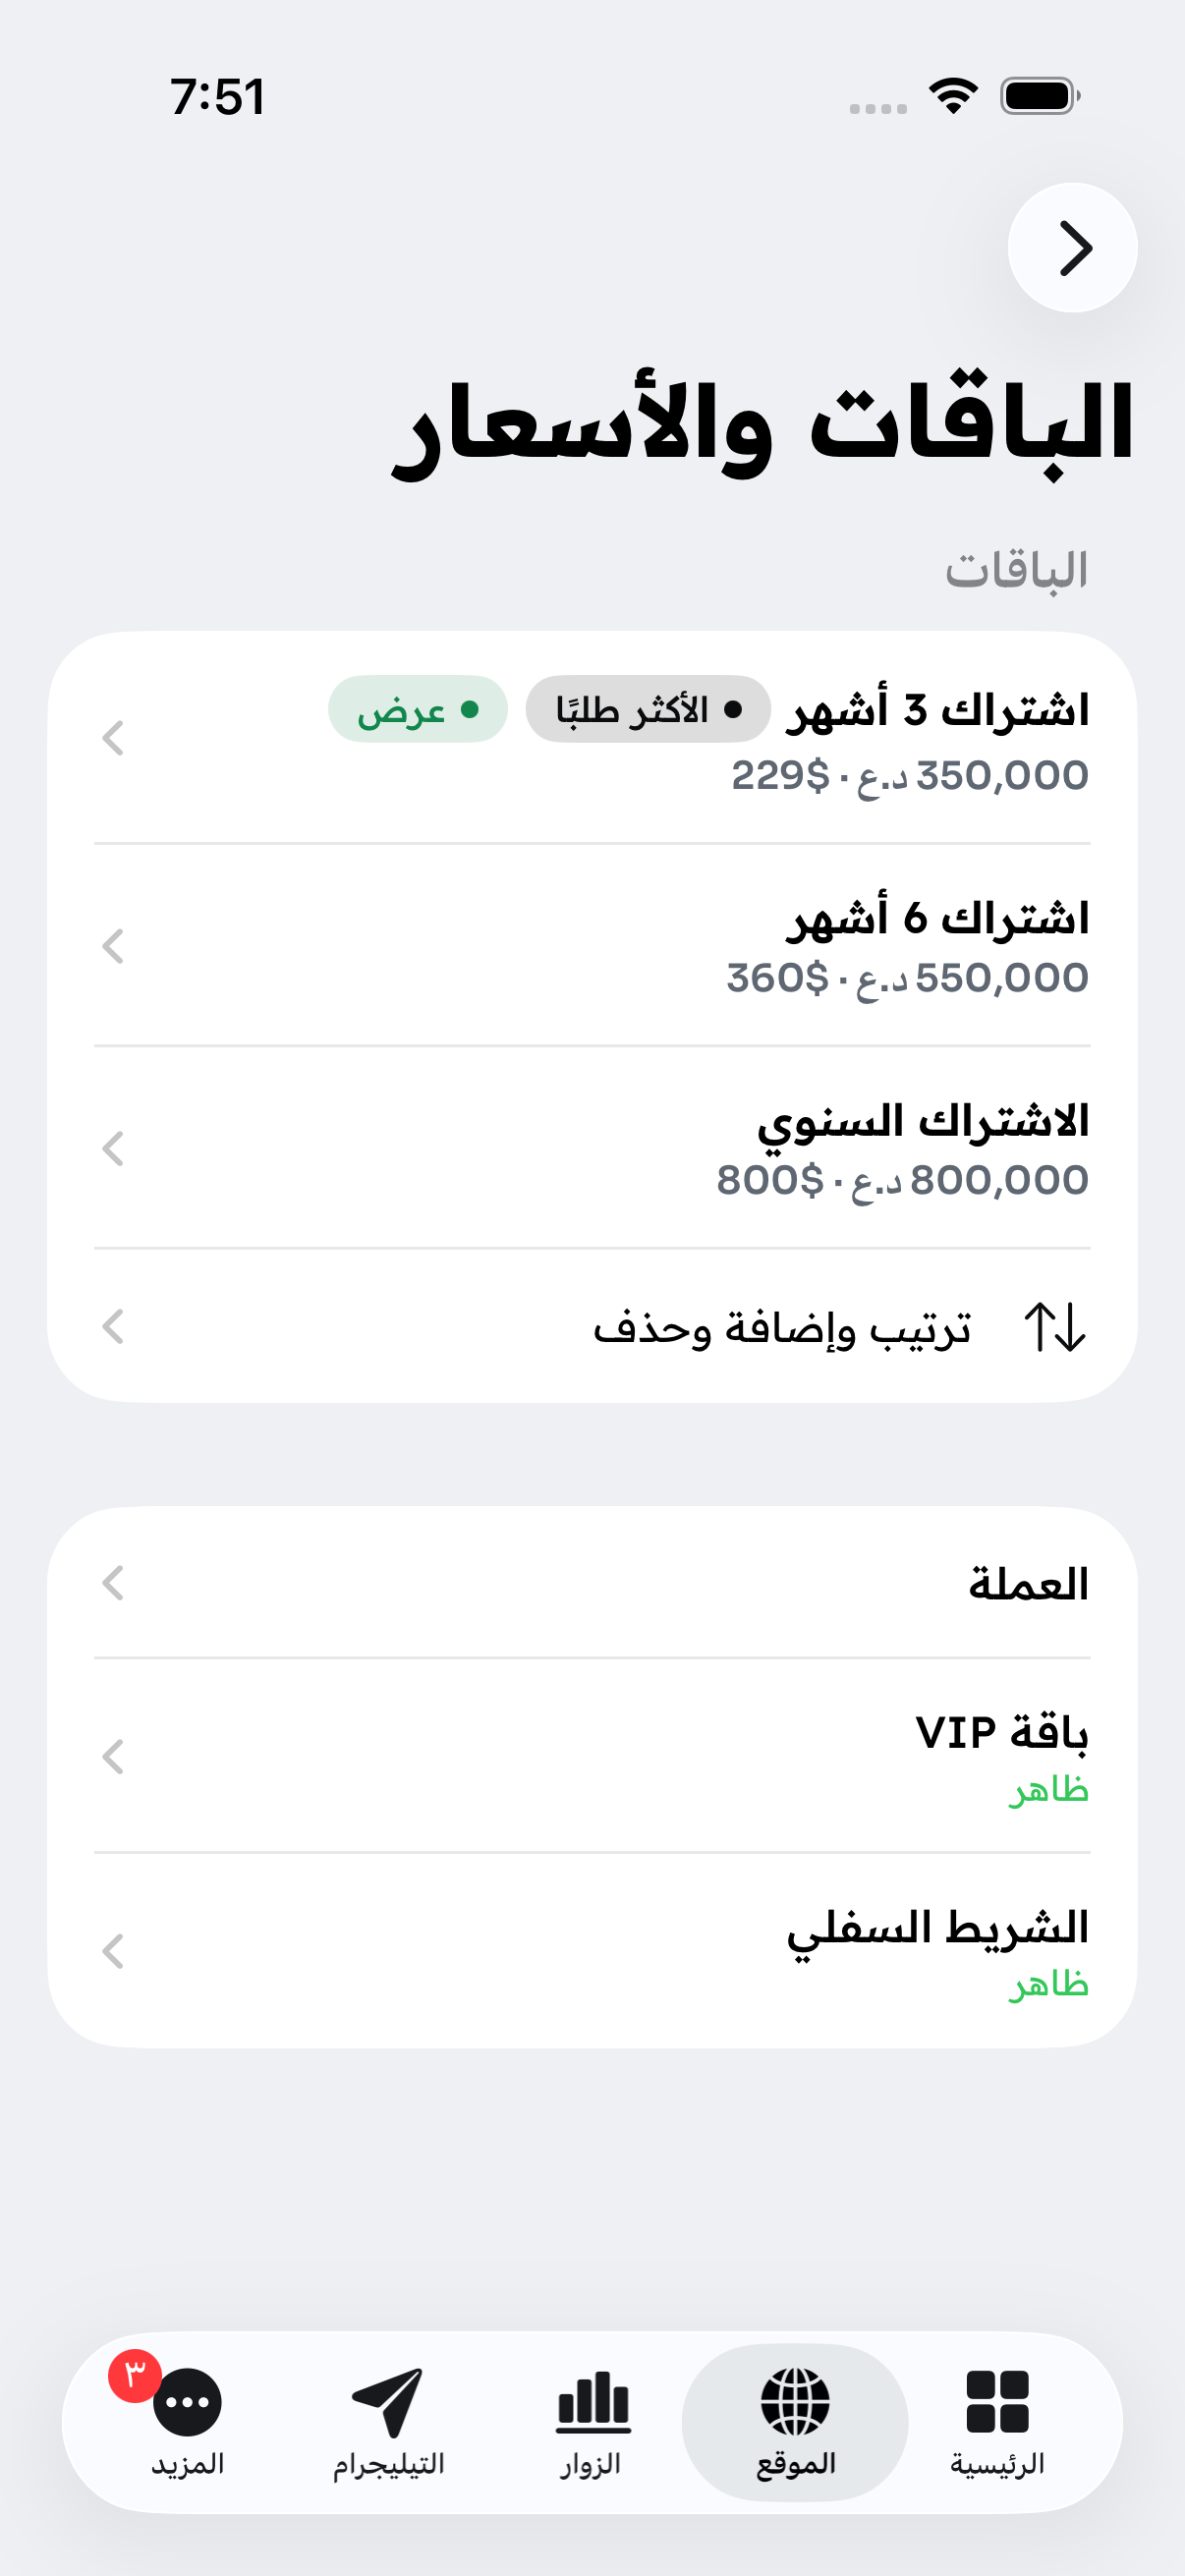 7:51
الباقات والأسعار
الباقات
اشتراك 3 أشهر
الأكثر طلبًا
عرض
350,000 د.ع · $229
اشتراك 6 أشهر
550,000 د.ع · $360
الاشتراك السنوي
800,000 د.ع · $800
ترتيب وإضافة وحذف
العملة
باقة VIP
ظاهر
الشريط السفلي
ظاهر
الرئيسية
الموقع
الزوار
التيليجرام
المزيد
٣